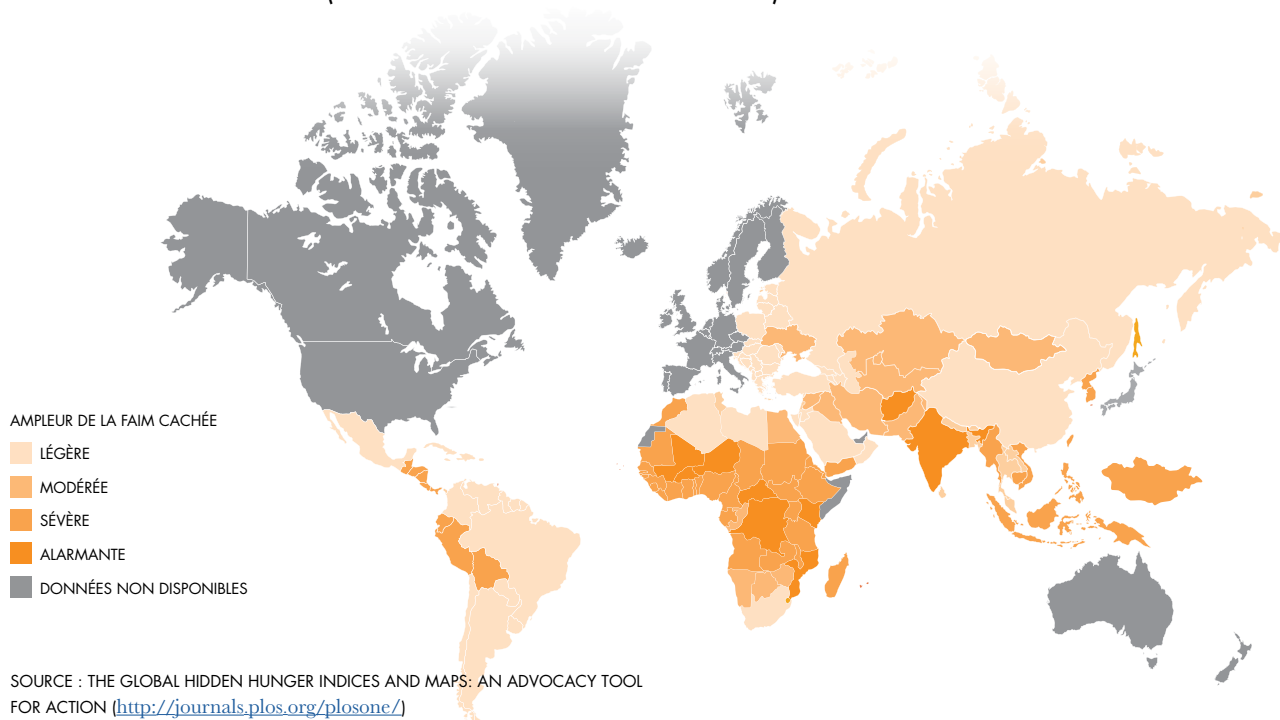 AMPLEUR DE LA FAIM CACHÉE
LÉGÈRE
MODÉRÉE
SÉVÈRE
ALARMANTE
DONNÉES NON DISPONIBLES
SOURCE : THE GLOBAL HIDDEN HUNGER INDICES AND MAPS: AN ADVOCACY TOOL
FOR ACTION (http://journals.plos.org/plosone/)